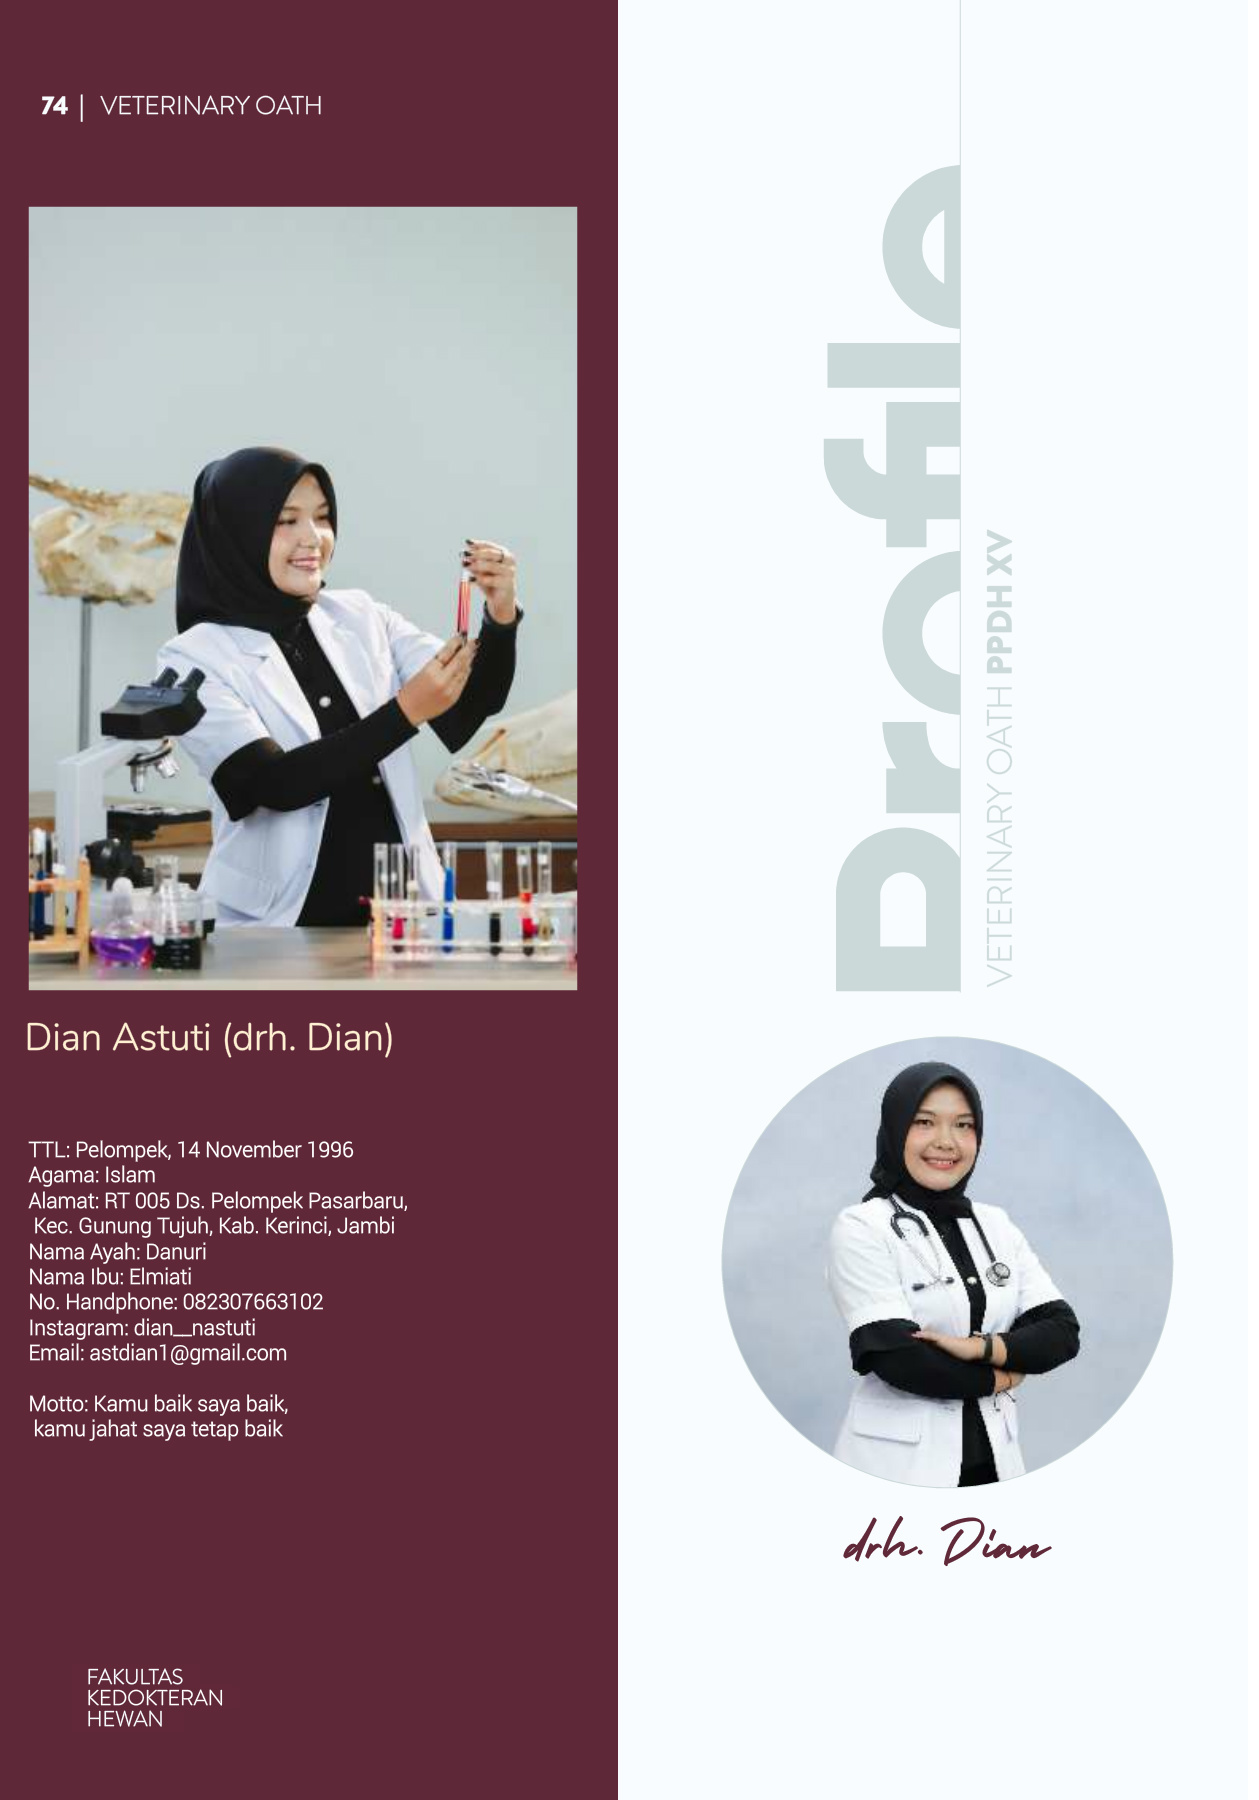 74 | VETERINARY OATH
Dian Astuti (drh. Dian)
TTL: Pelompek, 14 November 1996
Agama: Islam
Alamat: RT 005 Ds. Pelompek Pasarbaru,
Kec. Gunung Tujuh, Kab. Kerinci, Jambi
Nama Ayah: Danuri
Nama Ibu: Elmiati
No. Handphone: 082307663102
Instagram: dian__nastuti
Email: astdian1@gmail.com
Motto: Kamu baik saya baik,
kamu jahat saya tetap baik
FAKULTAS
KEDOKTERAN
HEWAN
Profile
VETERINARY OATH PPDH XV
drh. Dian